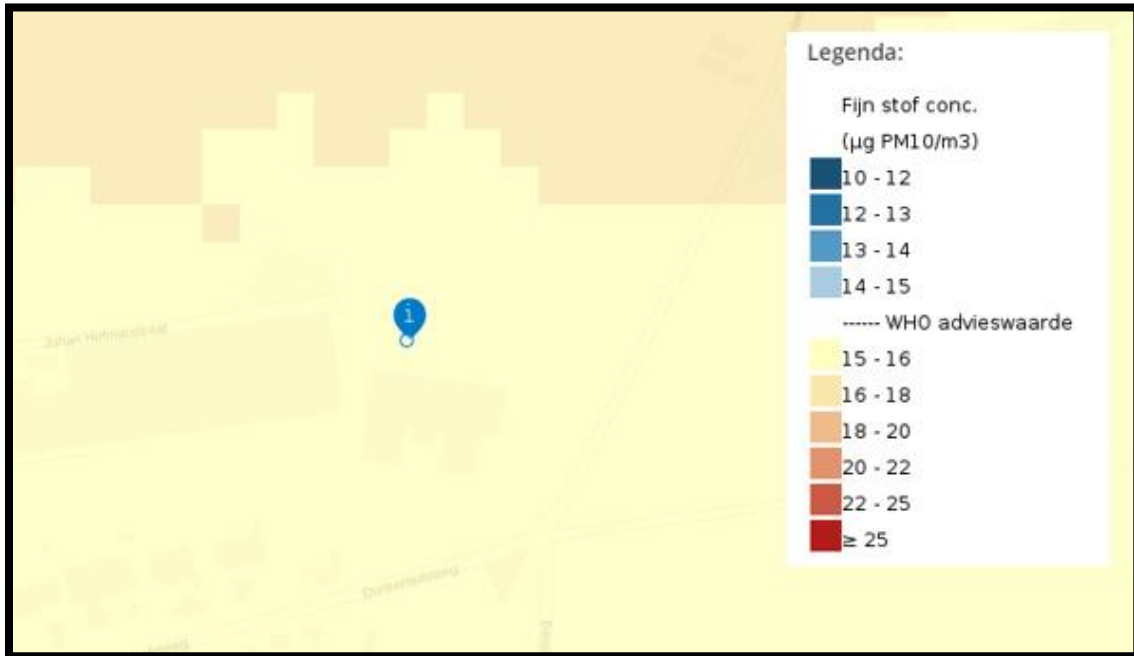 Legenda:
Fijn stof conc.
(µg PM10/m3)
10 - 12
12 - 13
13 - 14
14 - 15
------ WHO advieswaarde
15 - 16
16 - 18
18 - 20
20 - 22
22 - 25
≥ 25
i